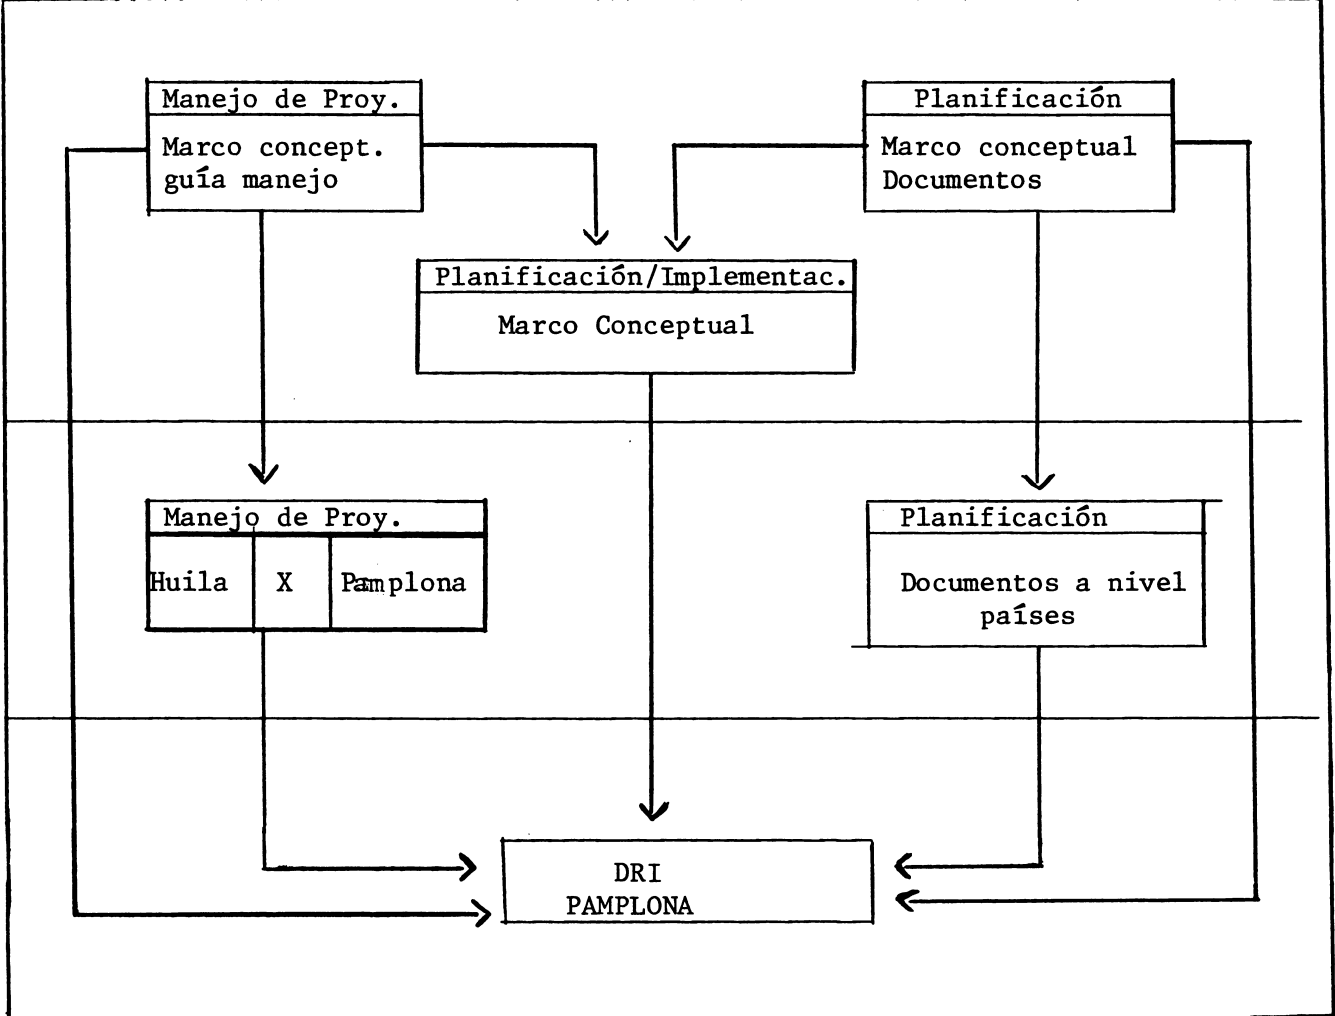 Manejo de Proy.
Marco concept.
guía manejo
Planificación
Marco conceptual
Documentos
Planificación/Implementac.
Marco Conceptual
Manejo de Proy.
Huila X Pamplona
Planificación
Documentos a nivel
países
DRI
PAMPLONA